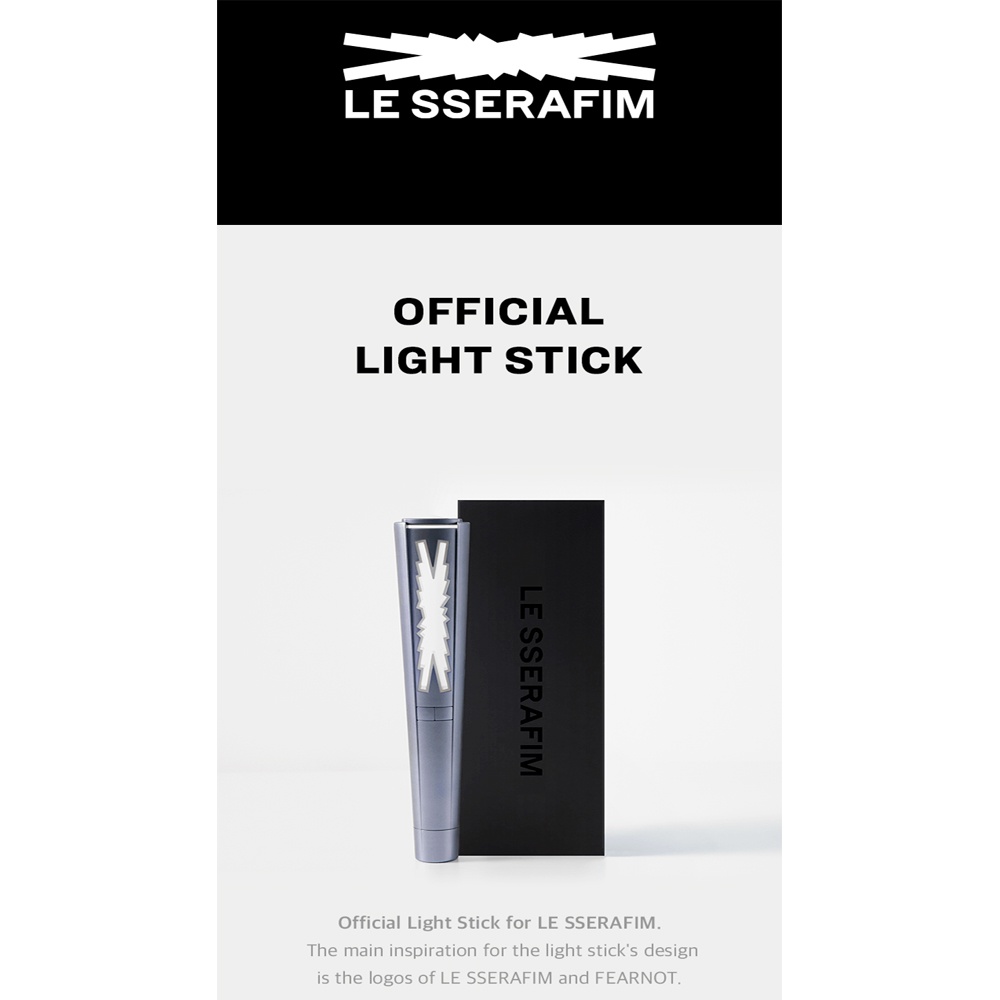 LE SSERAFIM
OFFICIAL
LIGHT STICK
LE SSERAFIM
Official Light Stick for LE SSERAFIM.
The main inspiration for the light stick's design
is the logos of LE SSERAFIM and FEARNOT.